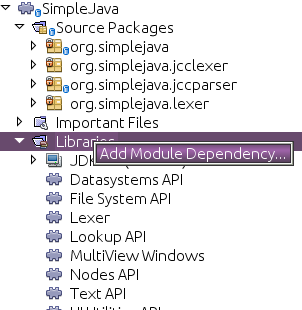 SimpleJava
Source Packages
org.simplejava
org.simplejava.jcclexer
org.simplejava.jccparser
org.simplejava.lexer
Important Files
Libraries
Add Module Dependency...
Datasystems API
File System API
Lexer
Lookup API
MultiView Windows
Nodes API
Text API